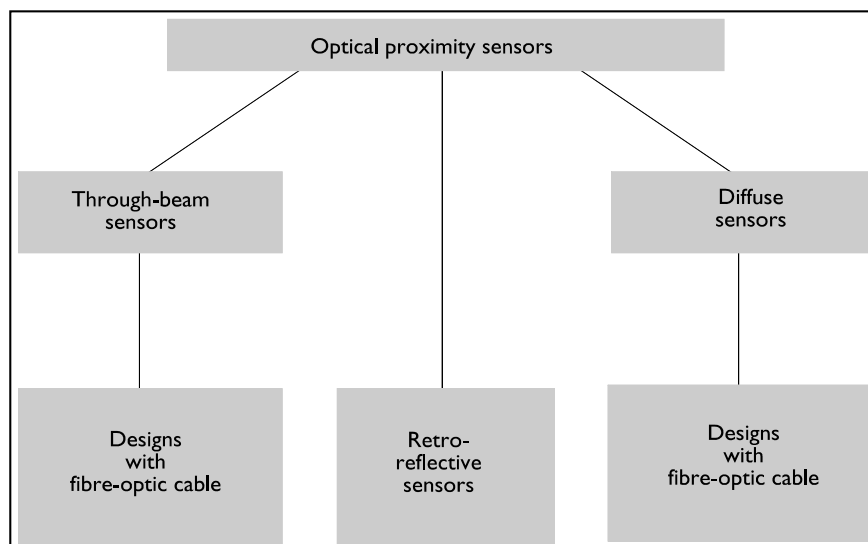 Optical proximity sensors
Through-beam
sensors
Diffuse
sensors
Designs
with
fibre-optic cable
Retro-
reflective
sensors
Designs
with
fibre-optic cable